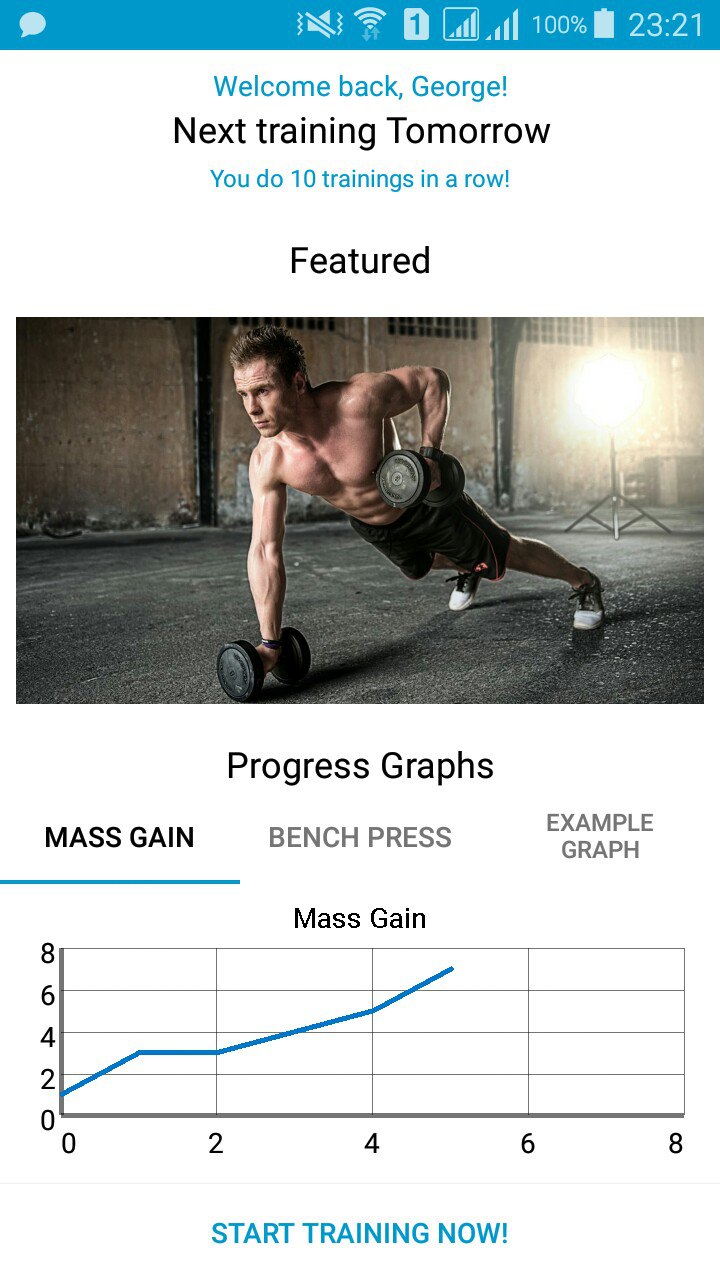 1 100% 23:21
Welcome back, George!
Next training Tomorrow
You do 10 trainings in a row!
Featured
Progress Graphs
MASS GAIN BENCH PRESS EXAMPLE
GRAPH
Mass Gain
8
6
4
2
0
0 2 4 6 8
START TRAINING NOW!